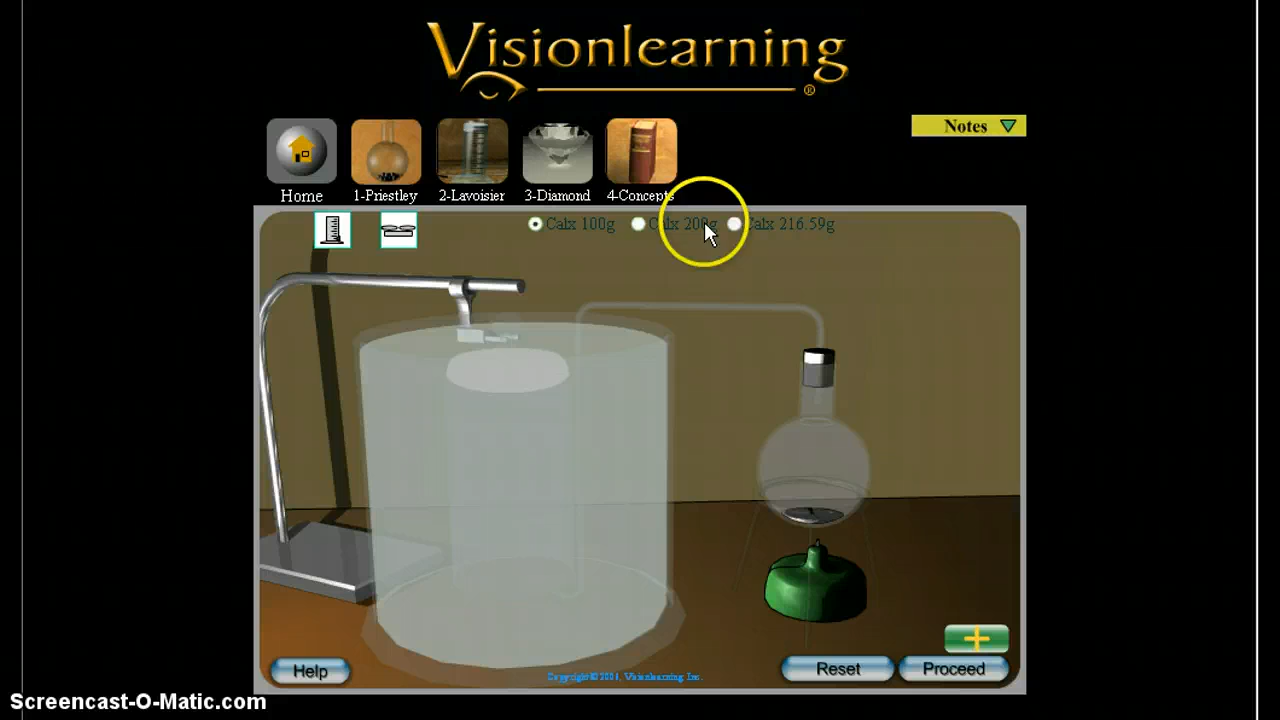 Visionlearning
®
Notes
Home
1-Priestley
2-Lavoisier
3-Diamond
4-Concepts
Calx 100g
Calx 200g
Calx 216.59g
Help
Reset
Proceed
Screencast-O-Matic.com